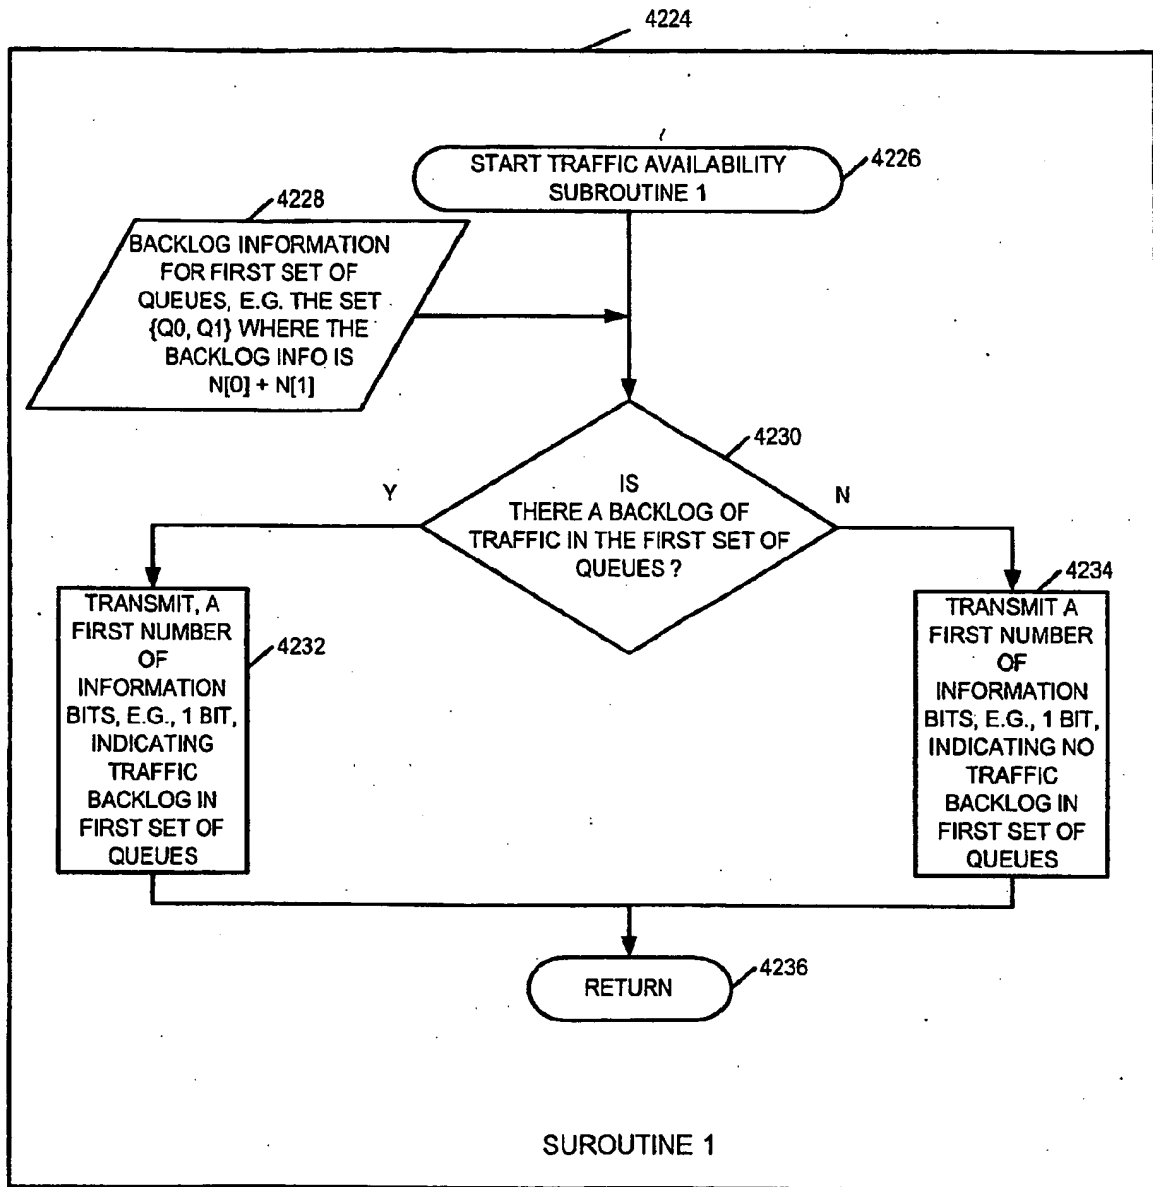 4224
START TRAFFIC AVAILABILITY
SUBROUTINE 1
4226
4228
BACKLOG INFORMATION
FOR FIRST SET OF
QUEUES, E.G. THE SET
{Q0, Q1} WHERE THE
BACKLOG INFO IS
N[0] + N[1]
4230
IS
THERE A BACKLOG OF
TRAFFIC IN THE FIRST SET OF
QUEUES ?
Y
N
TRANSMIT, A
FIRST NUMBER
OF
INFORMATION
BITS, E.G., 1 BIT,
INDICATING
TRAFFIC
BACKLOG IN
FIRST SET OF
QUEUES
4232
4234
TRANSMIT A
FIRST NUMBER
OF
INFORMATION
BITS, E.G., 1 BIT,
INDICATING NO
TRAFFIC
BACKLOG IN
FIRST SET OF
QUEUES
RETURN
4236
SUROUTINE 1